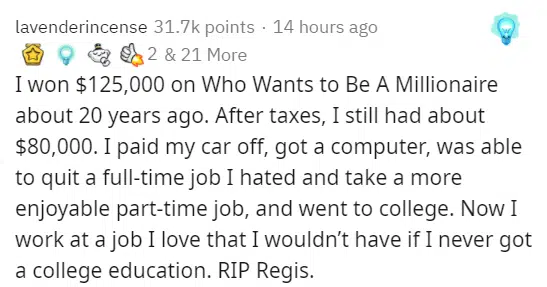 lavenderincense 31.7k points · 14 hours ago
2 & 21 More
I won $125,000 on Who Wants to Be A Millionaire
about 20 years ago. After taxes, I still had about
$80,000. I paid my car off, got a computer, was able
to quit a full-time job I hated and take a more
enjoyable part-time job, and went to college. Now I
work at a job I love that I wouldn’t have if I never got
a college education. RIP Regis.